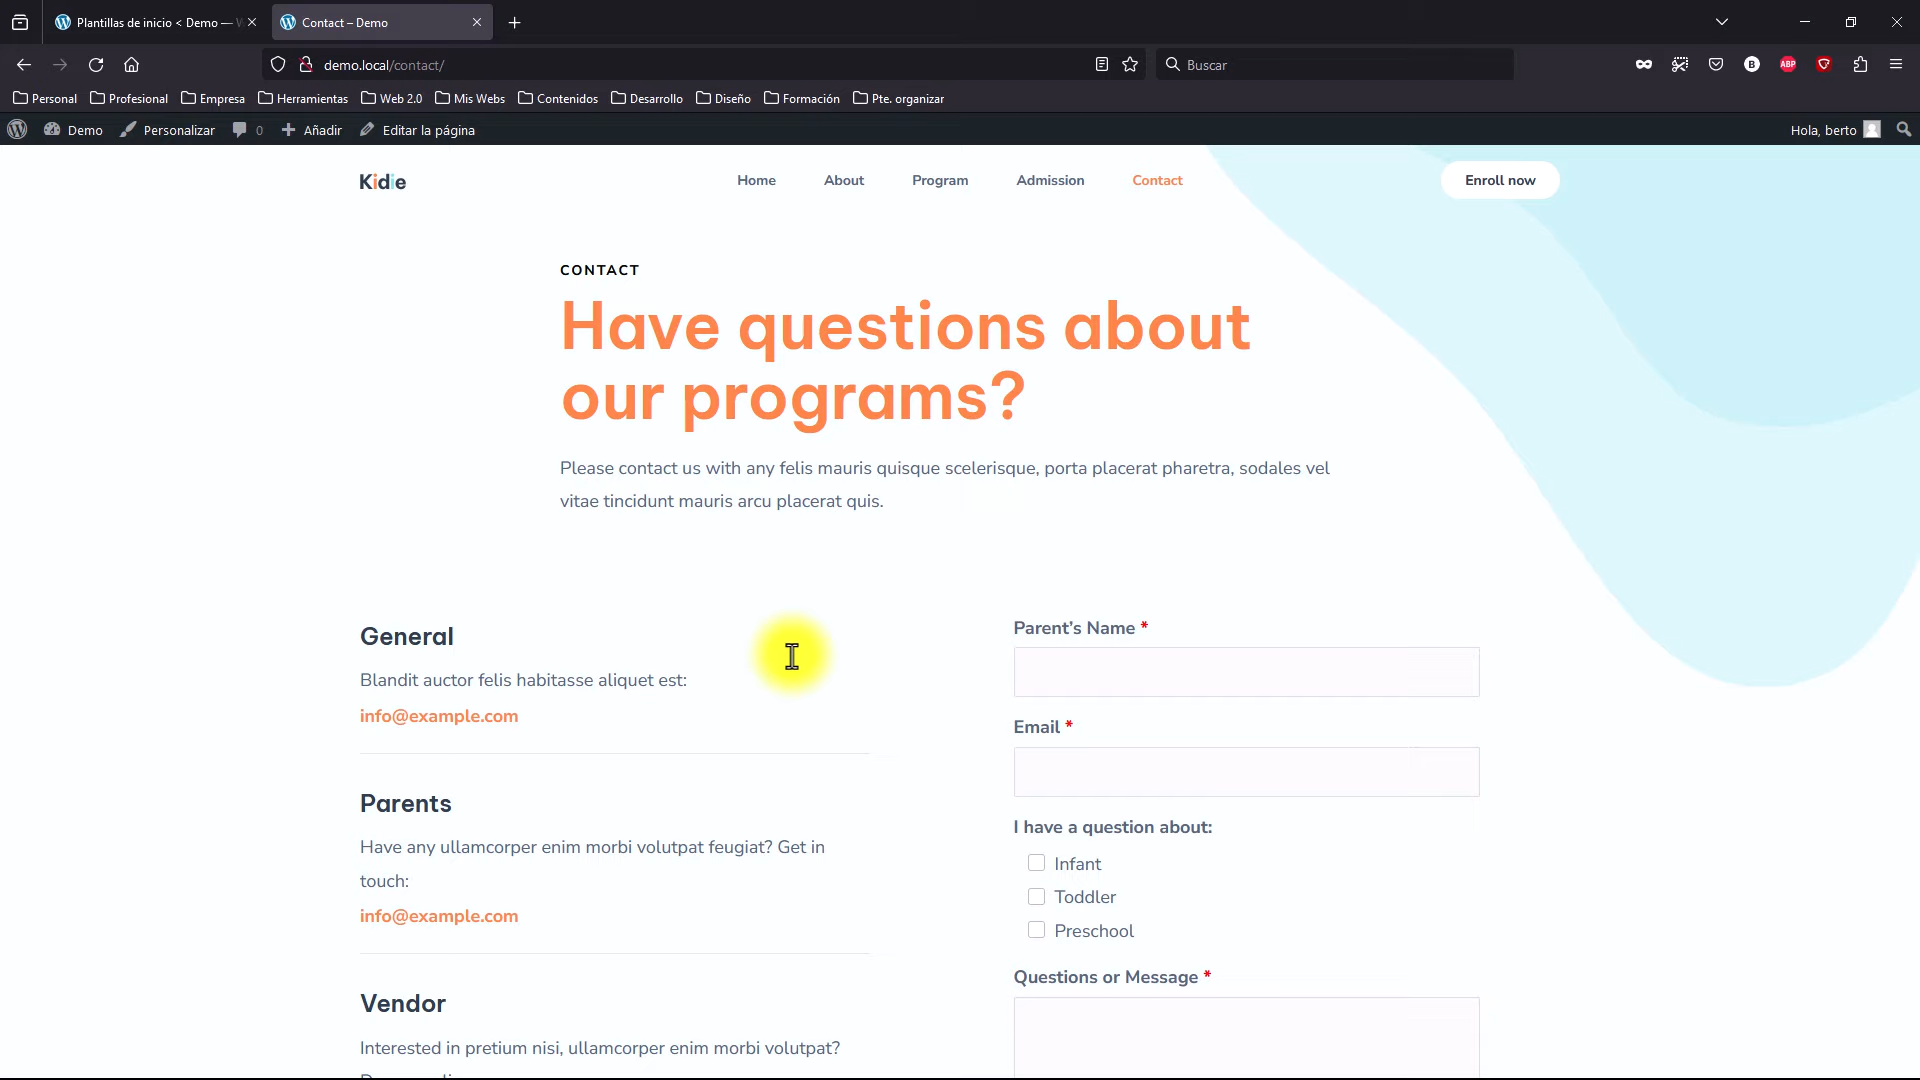 Plantillas de inicio < Demo —
Contact – Demo
demo.local/contact/
Buscar
Personal
Profesional
Empresa
Herramientas
Web 2.0
Mis Webs
Contenidos
Desarrollo
Diseño
Formación
Pte. organizar
Demo
Personalizar
0
Añadir
Editar la página
Hola, berto
Kidie
Home
About
Program
Admission
Contact
Enroll now
CONTACT
Have questions about
our programs?
Please contact us with any felis mauris quisque scelerisque, porta placerat pharetra, sodales vel
vitae tincidunt mauris arcu placerat quis.
General
Blandit auctor felis habitasse aliquet est:
info@example.com
Parents
Have any ullamcorper enim morbi volutpat feugiat? Get in
touch:
info@example.com
Vendor
Interested in pretium nisi, ullamcorper enim morbi volutpat?
Parent's Name *
Email *
I have a question about:
Infant
Toddler
Preschool
Questions or Message *